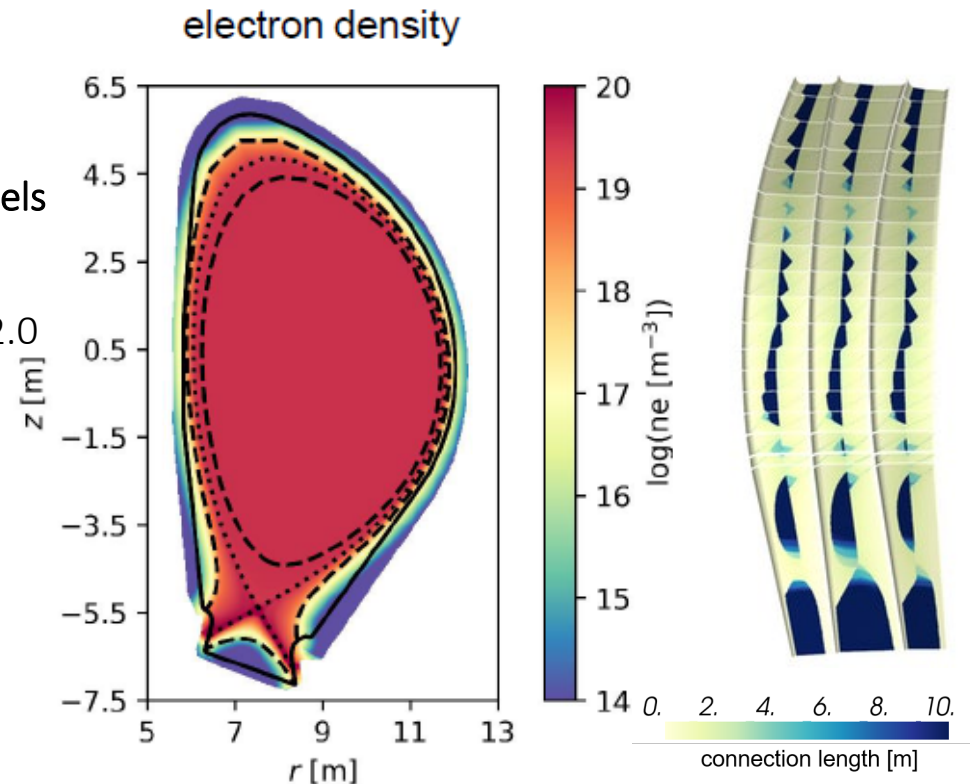 electron density
els
2.0
6.5
4.5
2.5
0.5
−1.5
−3.5
−5.5
−7.5
z [m]
5 7 9 11 13
r [m]
20
19
18
17
16
15
14
log(ne [m⁻³])
0. 2. 4. 6. 8. 10.
connection length [m]